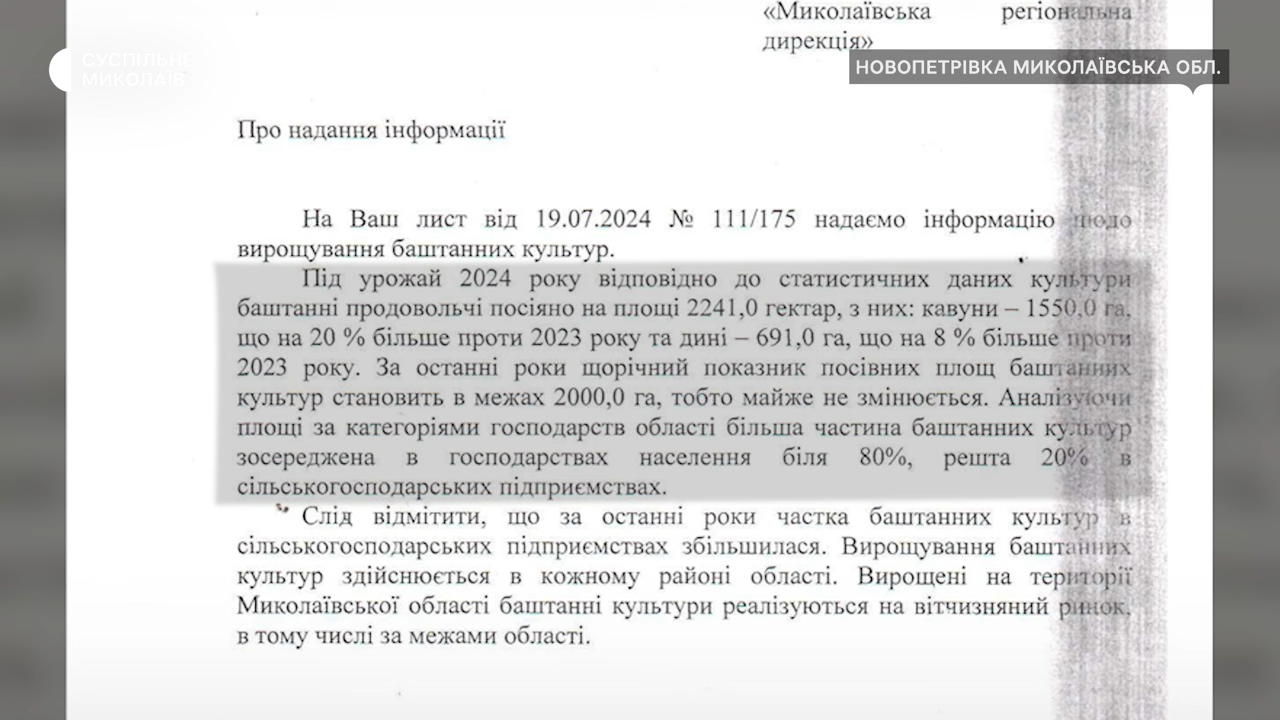 «Миколаївська регіональна
дирекція»
СУСПІЛЬНЕ
МИКОЛАЇВ
НОВОПЕТРІВКА МИКОЛАЇВСЬКА ОБЛ.
Про надання інформації
На Ваш лист від 19.07.2024 № 111/175 надаємо інформацію щодо
вирощування баштанних культур.
Під урожай 2024 року відповідно до статистичних даних культури
баштанні продовольчі посіяно на площі 2241,0 гектар, з них: кавуни – 1550,0 га,
що на 20 % більше проти 2023 року та дині – 691,0 га, що на 8 % більше проти
2023 року. За останні роки щорічний показник посівних площ баштанних
культур становить в межах 2000,0 га, тобто майже не змінюється. Аналізуючи
площі за категоріями господарств області більша частина баштанних культур
зосереджена в господарствах населення біля 80%, решта 20% в
сільськогосподарських підприємствах.
Слід відмітити, що за останні роки частка баштанних культур в
сільськогосподарських підприємствах збільшилася. Вирощування баштанних
культур здійснюється в кожному районі області. Вирощені на території
Миколаївської області баштанні культури реалізуються на вітчизняний ринок,
в тому числі за межами області.